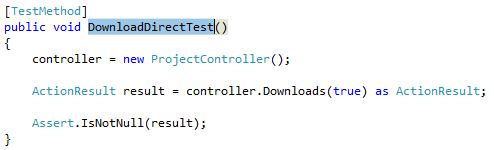 [TestMethod]
public void DownloadDirectTest()
{
    controller = new ProjectController();
    ActionResult result = controller.Downloads(true) as ActionResult;
    Assert.IsNotNull(result);
}